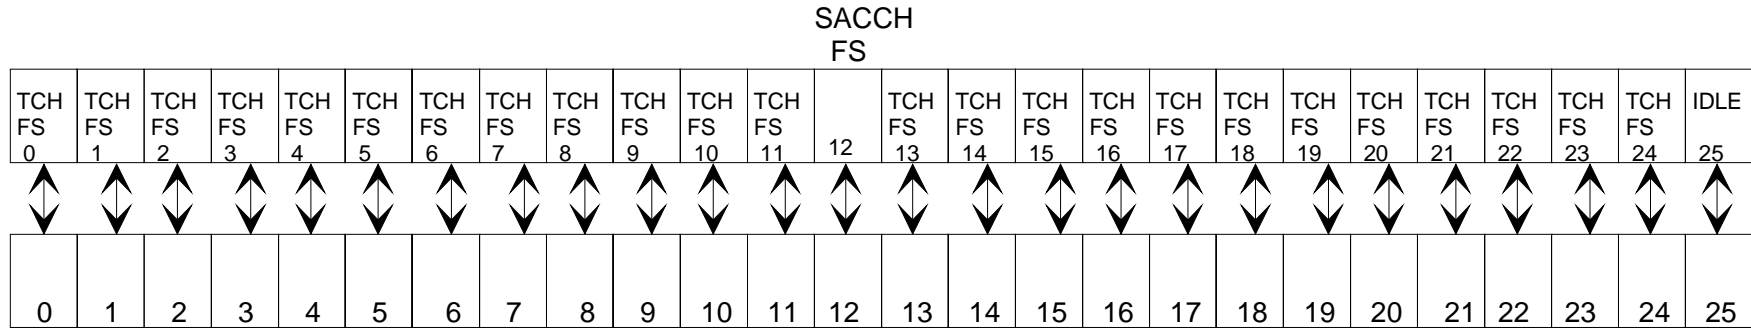 SACCH
FS
TCH TCH TCH TCH TCH TCH TCH TCH TCH TCH TCH TCH TCH TCH TCH TCH TCH TCH TCH TCH TCH TCH TCH TCH IDLE
FS FS FS FS FS FS FS FS FS FS FS FS FS FS FS FS FS FS FS FS FS FS FS FS
0 1 2 3 4 5 6 7 8 9 10 11 12 13 14 15 16 17 18 19 20 21 22 23 24 25
0 1 2 3 4 5 6 7 8 9 10 11 12 13 14 15 16 17 18 19 20 21 22 23 24 25